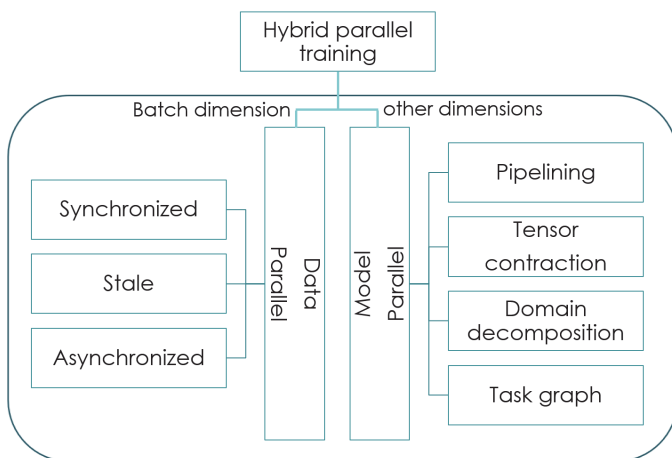 Hybrid parallel
training
Batch dimension
other dimensions
Synchronized
Stale
Asynchronized
Data
Parallel
Model
Parallel
Pipelining
Tensor
contraction
Domain
decomposition
Task graph